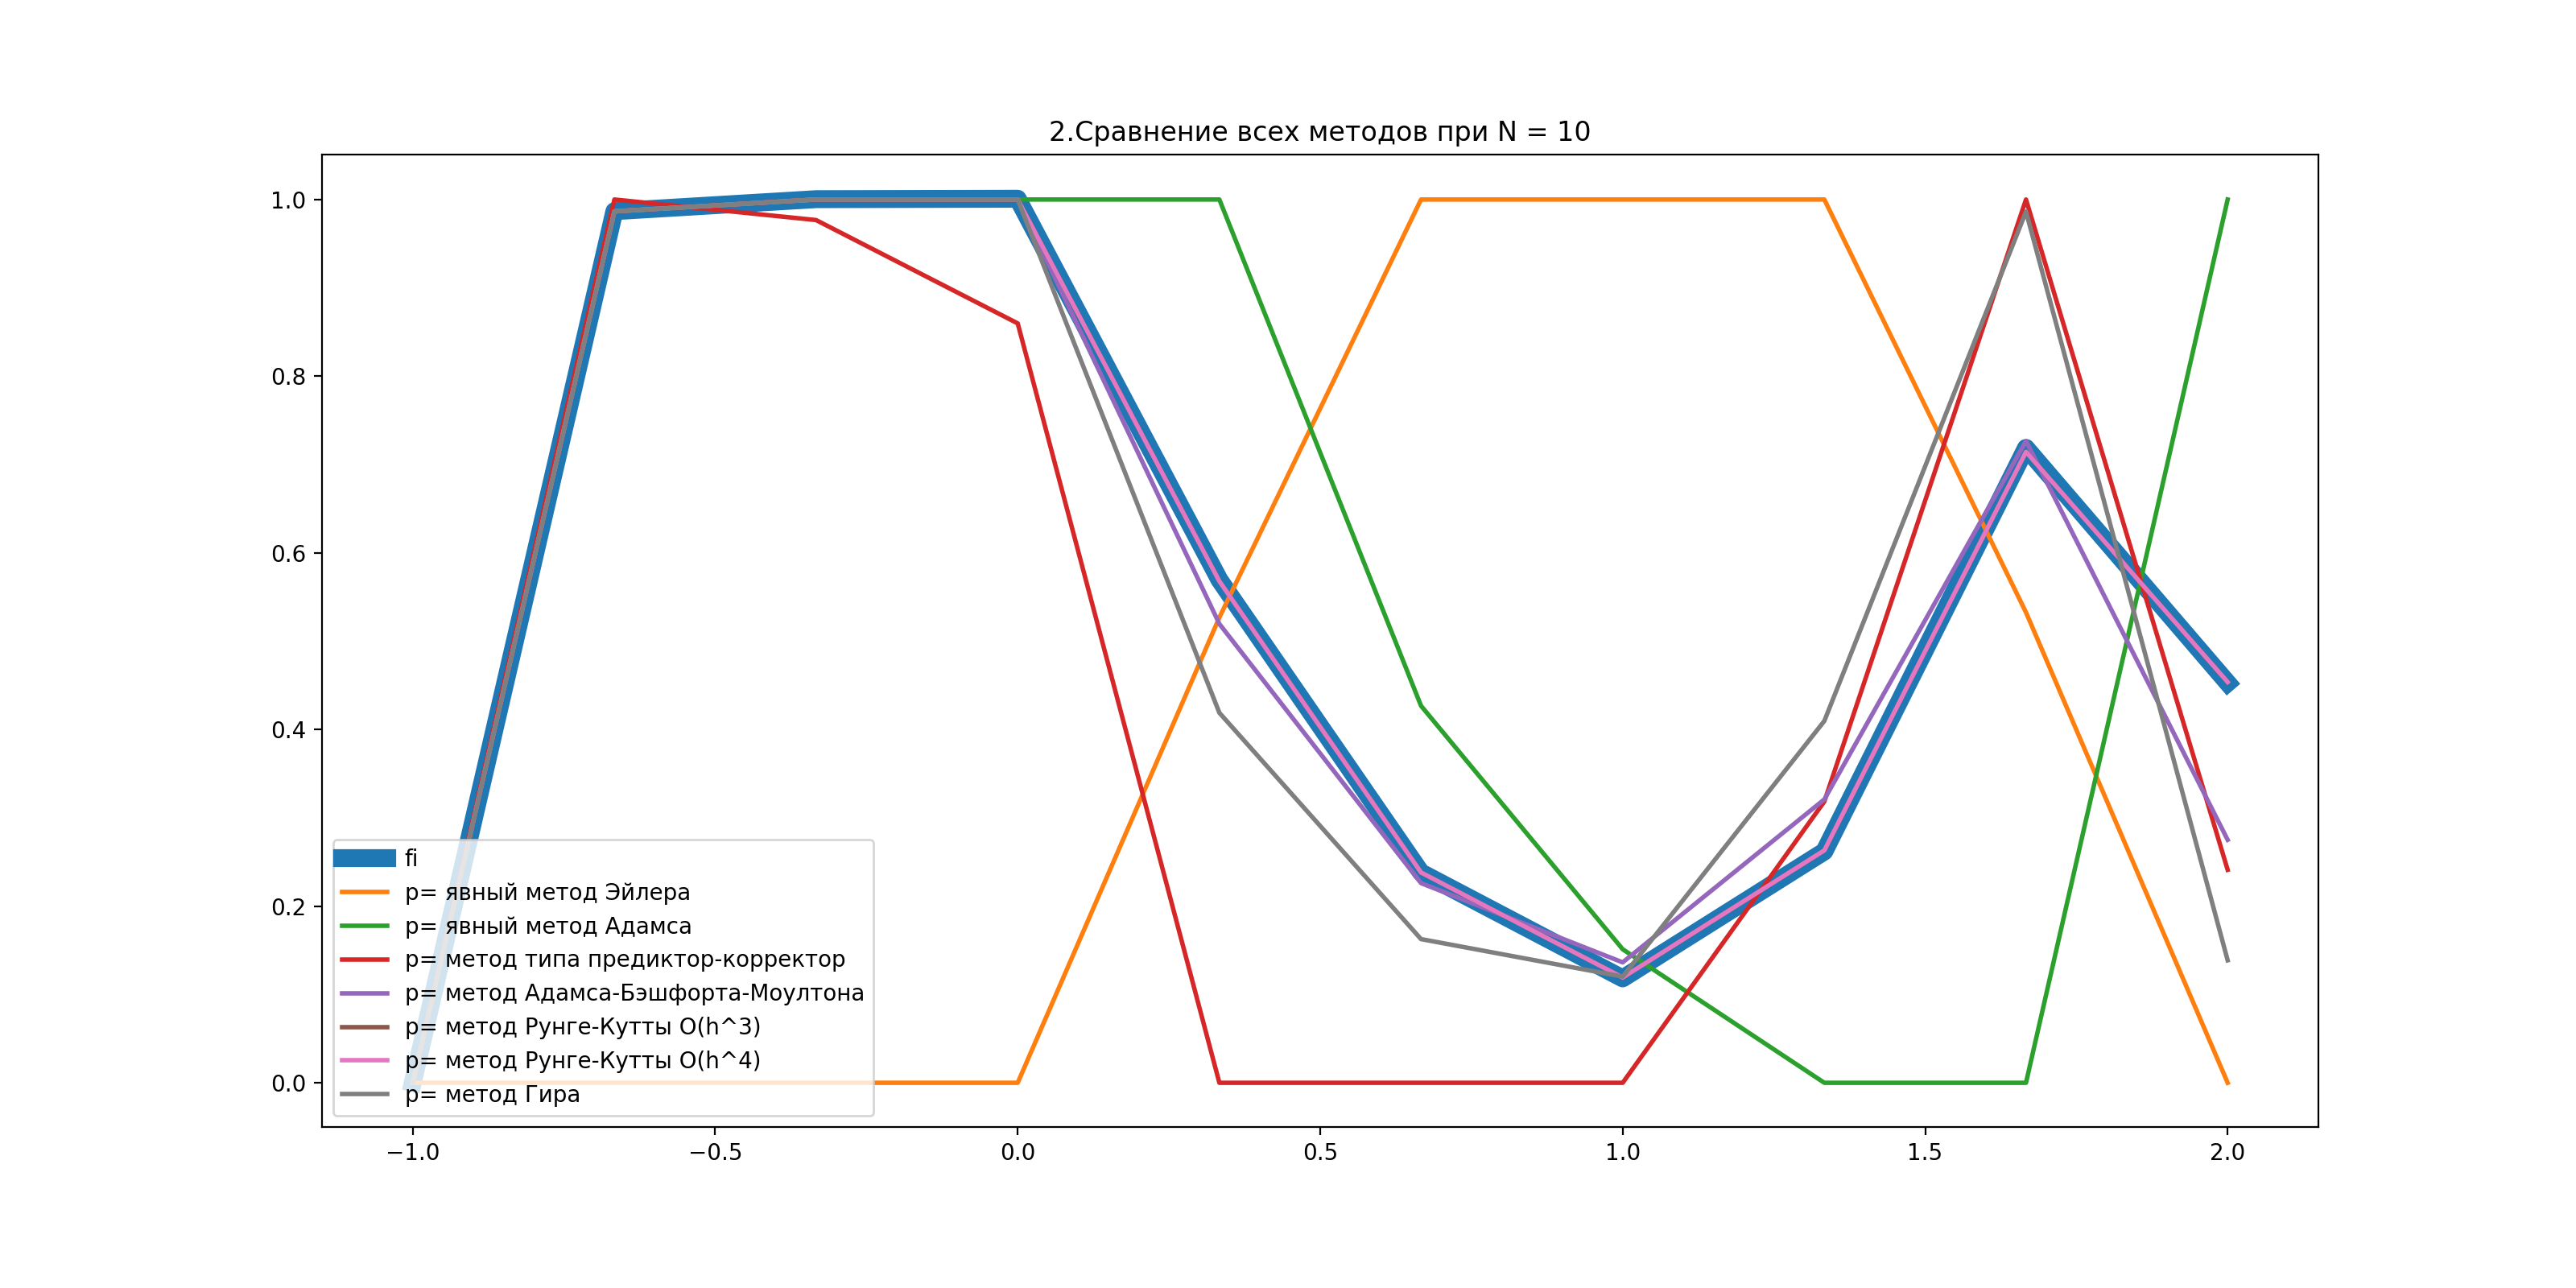 2.Сравнение всех методов при N = 10
1.0
0.8
0.6
0.4
0.2
0.0
fi
p= явный метод Эйлера
p= явный метод Адамса
p= метод типа предиктор-корректор
p= метод Адамса-Бэшфорта-Моултона
p= метод Рунге-Кутты O(h^3)
p= метод Рунге-Кутты O(h^4)
p= метод Гира
−1.0 −0.5 0.0 0.5 1.0 1.5 2.0